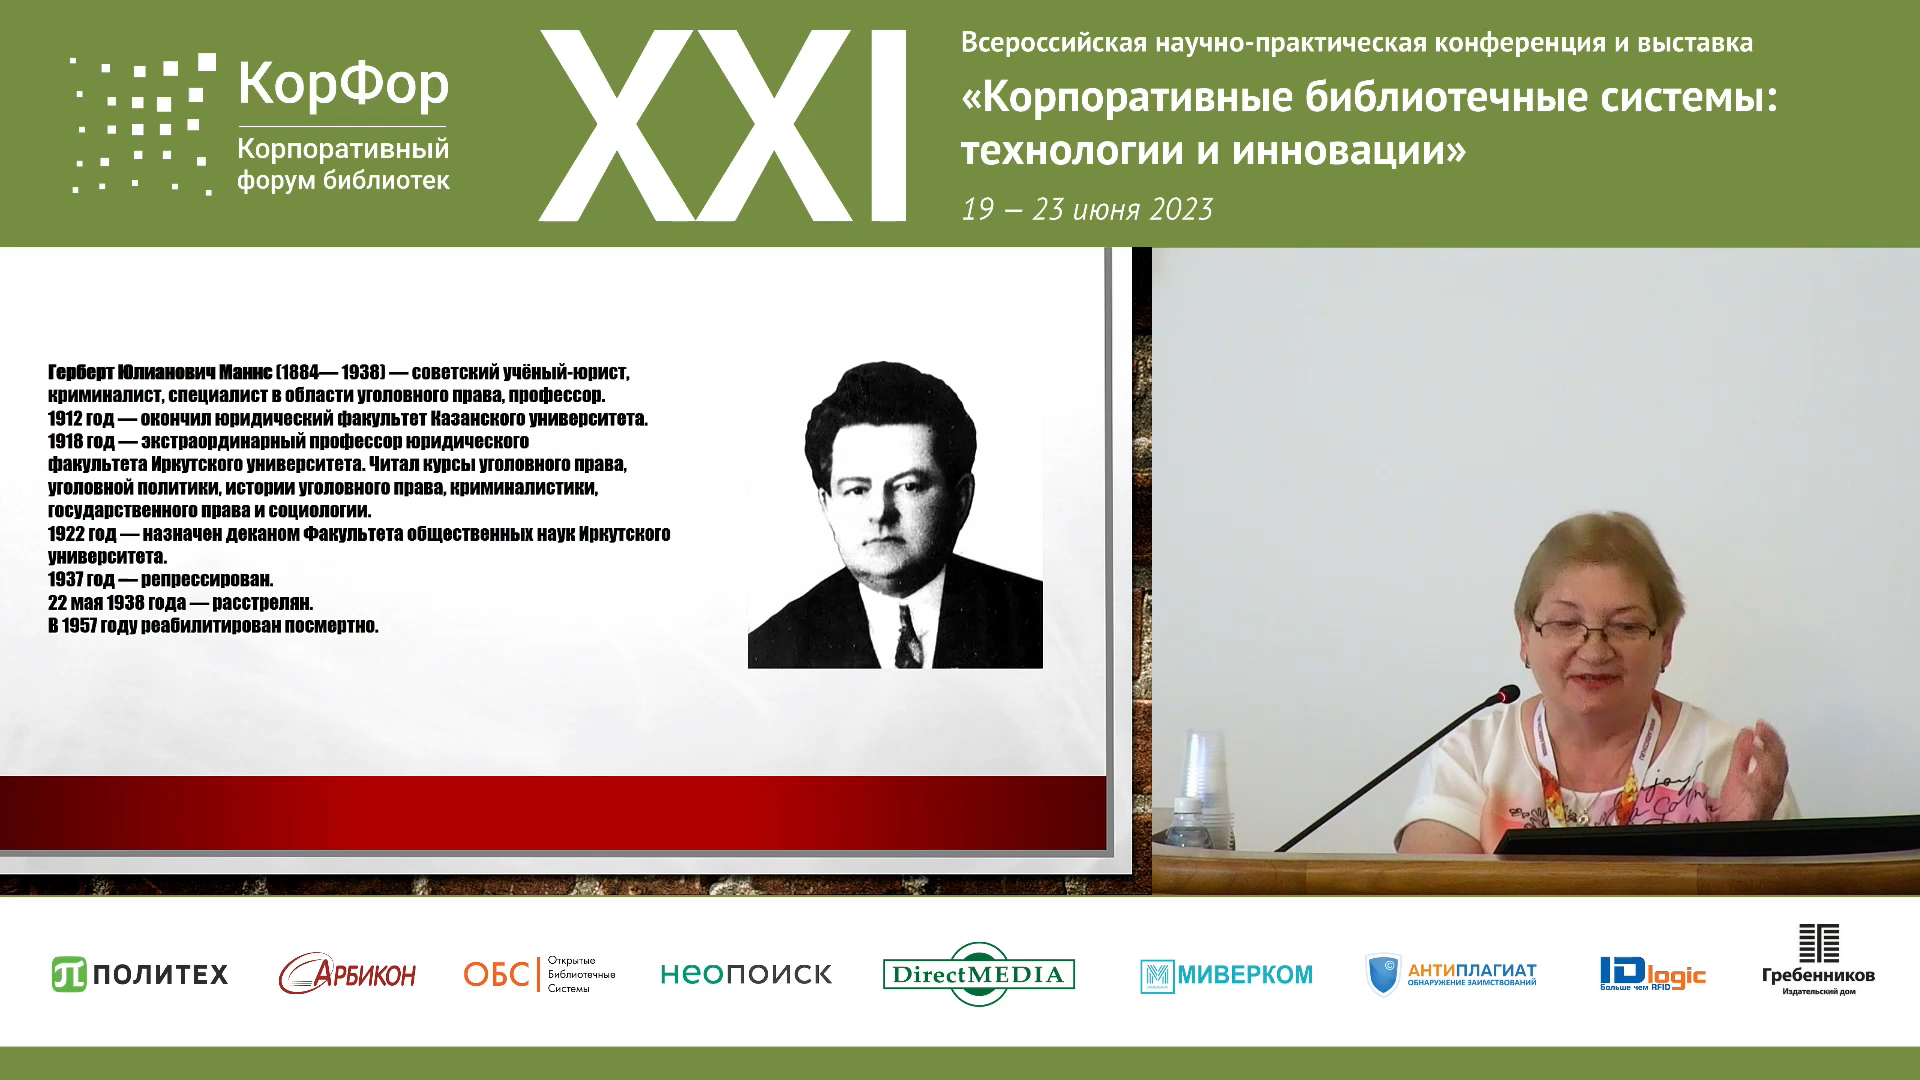 КорФор
Корпоративный
форум библиотек
XXI
Всероссийская научно-практическая конференция и выставка
«Корпоративные библиотечные системы:
технологии и инновации»
19 — 23 июня 2023
Герберт Юлианович Маннс (1884— 1938) — советский учёный-юрист,
криминалист, специалист в области уголовного права, профессор.
1912 год — окончил юридический факультет Казанского университета.
1918 год — экстраординарный профессор юридического
факультета Иркутского университета. Читал курсы уголовного права,
уголовной политики, истории уголовного права, криминалистики,
государственного права и социологии.
1922 год — назначен деканом Факультета общественных наук Иркутского
университета.
1937 год — репрессирован.
22 мая 1938 года — расстрелян.
В 1957 году реабилитирован посмертно.
joy
ПОЛИТЕХ
АРБИКОН
ОБС
Открытые
Библиотечные
Системы
неопоиск
DirectMEDIA
М МИВЕРКОМ
©
АНТИПЛАГИАТ
ОБНАРУЖЕНИЕ ЗАИМСТВОВАНИЙ
IDlogic
Больше чем RFID
Гребенников
Издательский дом